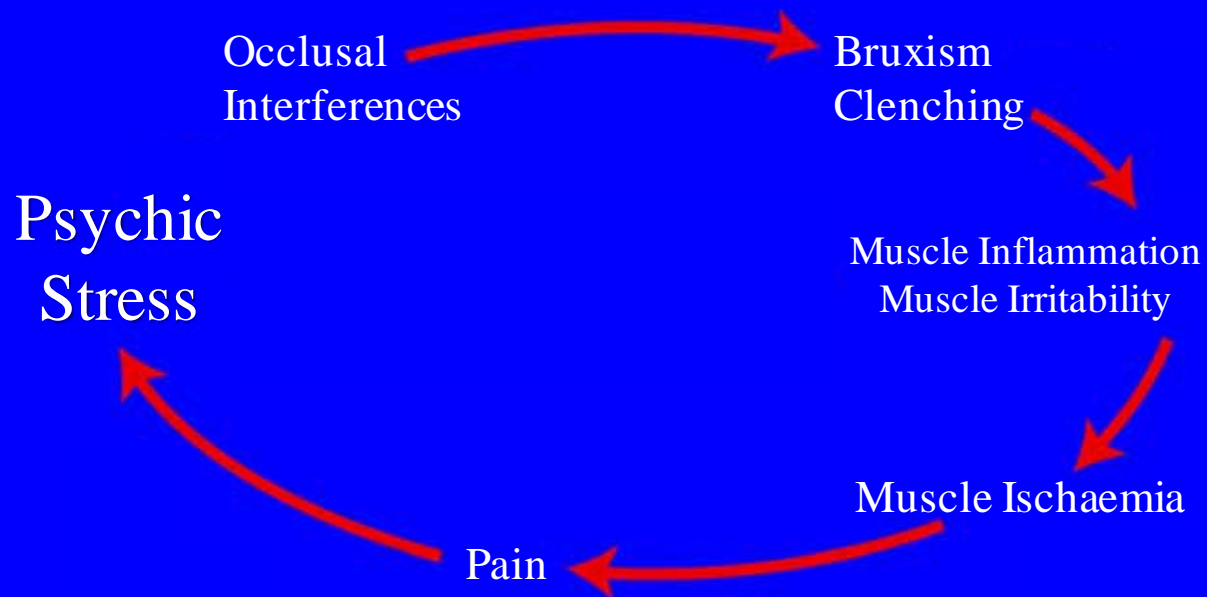 Occlusal
Interferences
Bruxism
Clenching
Psychic
Stress
Muscle Inflammation
Muscle Irritability
Muscle Ischaemia
Pain